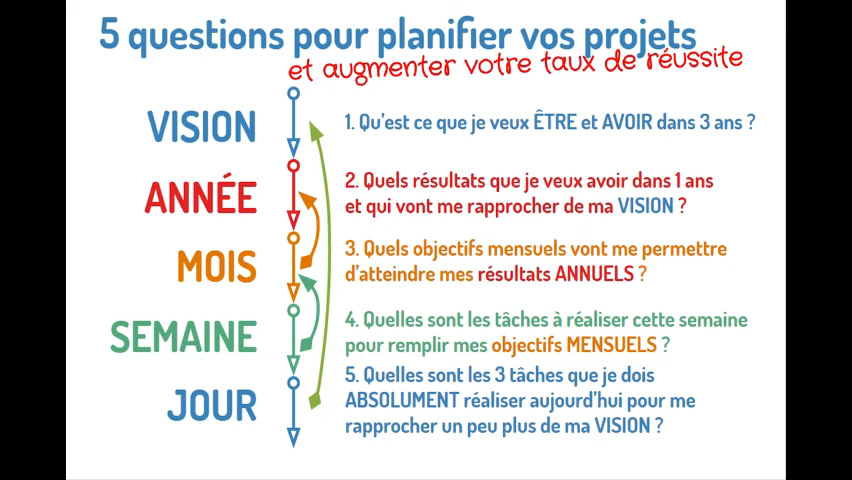 5 questions pour planifier vos projets
et augmenter votre taux de réussite
VISION
1. Qu'est ce que je veux ÊTRE et AVOIR dans 3 ans ?
ANNÉE
2. Quels résultats que je veux avoir dans 1 ans
et qui vont me rapprocher de ma VISION ?
MOIS
3. Quels objectifs mensuels vont me permettre
d'atteindre mes résultats ANNUELS ?
SEMAINE
4. Quelles sont les tâches à réaliser cette semaine
pour remplir mes objectifs MENSUELS ?
JOUR
5. Quelles sont les 3 tâches que je dois
ABSOLUMENT réaliser aujourd'hui pour me
rapprocher un peu plus de ma VISION ?